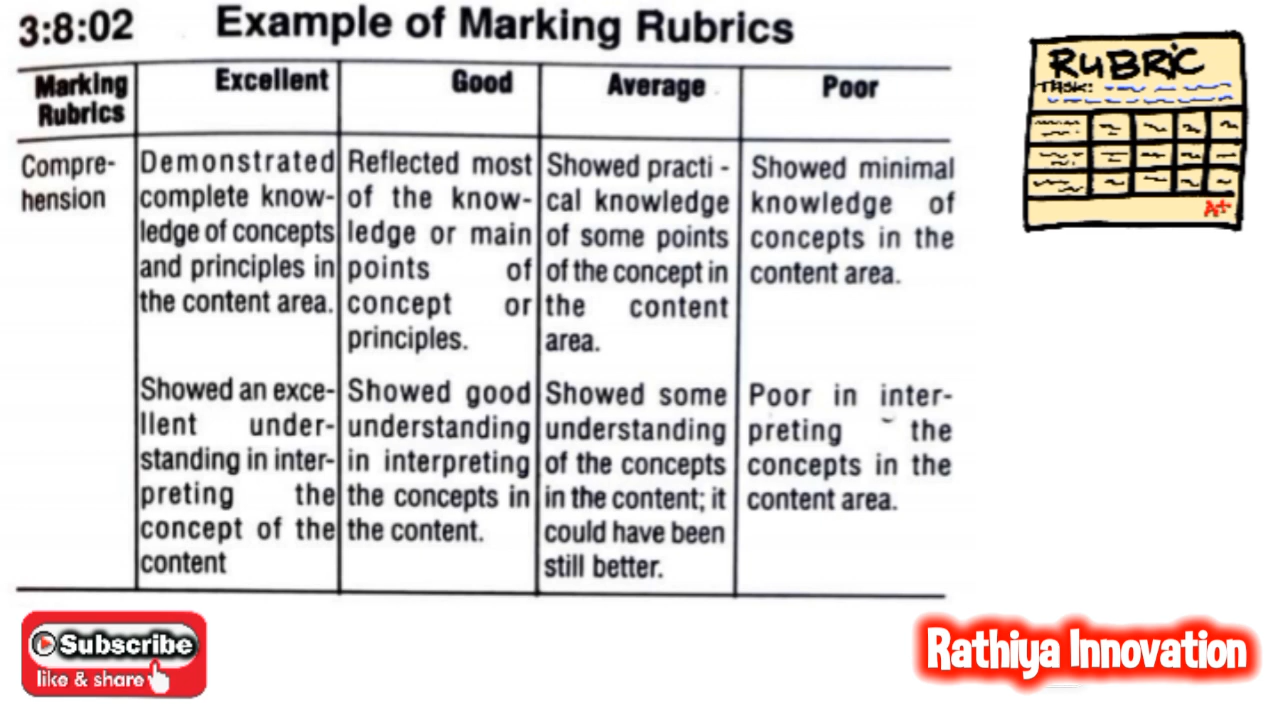 3:8:02 Example of Marking Rubrics
Marking
Rubrics
Excellent
Good
Average
Poor
Compre-
hension
Demonstrated
complete know-
ledge of concepts
and principles in
the content area.
Reflected most
of the know-
ledge or main
points of
concept or
principles.
Showed practi -
cal knowledge
of some points
of the concept in
the content
area.
Showed minimal
knowledge of
concepts in the
content area.
Showed an exce-
llent under-
standing in inter-
preting the
concept of the
content
Showed good
understanding
in interpreting
the concepts in
the content.
Showed some
understanding
of the concepts
in the content; it
could have been
still better.
Poor in inter-
preting the
concepts in the
content area.
RUBRIC
TASK:
A+
Subscribe
like & share
Rathiya Innovation